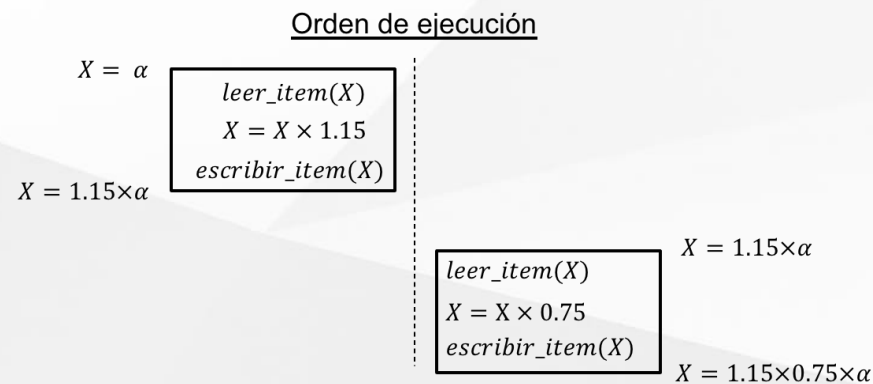 Orden de ejecución
X = α
leer_item(X)
X = X × 1.15
escribir_item(X)
X = 1.15×α
X = 1.15×α
leer_item(X)
X = X × 0.75
escribir_item(X)
X = 1.15×0.75×α